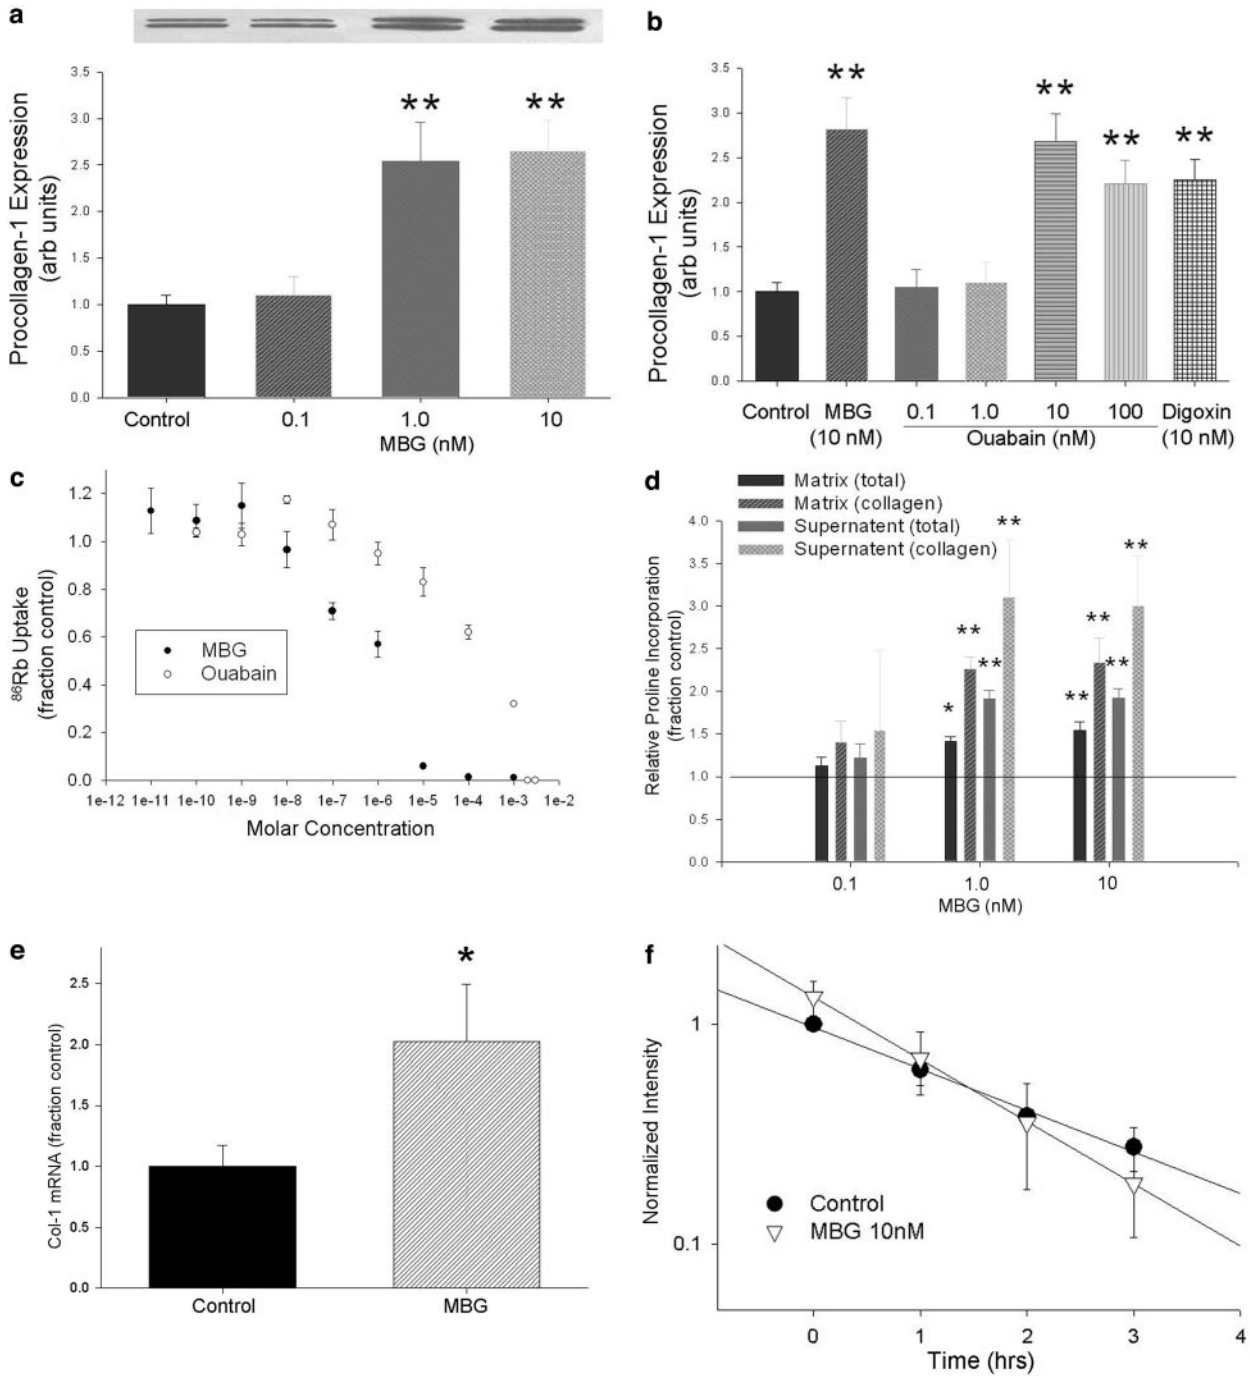 a
3.5
3.0
2.5
2.0
1.5
1.0
0.5
0.0
Procollagen-1 Expression
(arb units)
** **
Control 0.1 1.0 10
MBG (nM)
b
3.5
3.0
2.5
2.0
1.5
1.0
0.5
0.0
Procollagen-1 Expression
(arb units)
** ** ** **
Control MBG 0.1 1.0 10 100 Digoxin
(10 nM) Ouabain (nM) (10 nM)
c
1.2
1.0
0.8
0.6
0.4
0.2
0.0
86Rb Uptake
(fraction control)
MBG
Ouabain
1e-12 1e-11 1e-10 1e-9 1e-8 1e-7 1e-6 1e-5 1e-4 1e-3 1e-2
Molar Concentration
d
Matrix (total)
Matrix (collagen)
Supernatent (total)
Supernatent (collagen)
4.0
3.5
3.0
2.5
2.0
1.5
1.0
0.5
0.0
Relative Proline Incorporation
(fraction control)
* ** ** **
** ** ** **
0.1 1.0 10
MBG (nM)
e
2.5
2.0
1.5
1.0
0.5
0.0
Col-1 mRNA (fraction control)
*
Control MBG
f
1
0.1
Normalized Intensity
Control
MBG 10nM
0 1 2 3 4
Time (hrs)